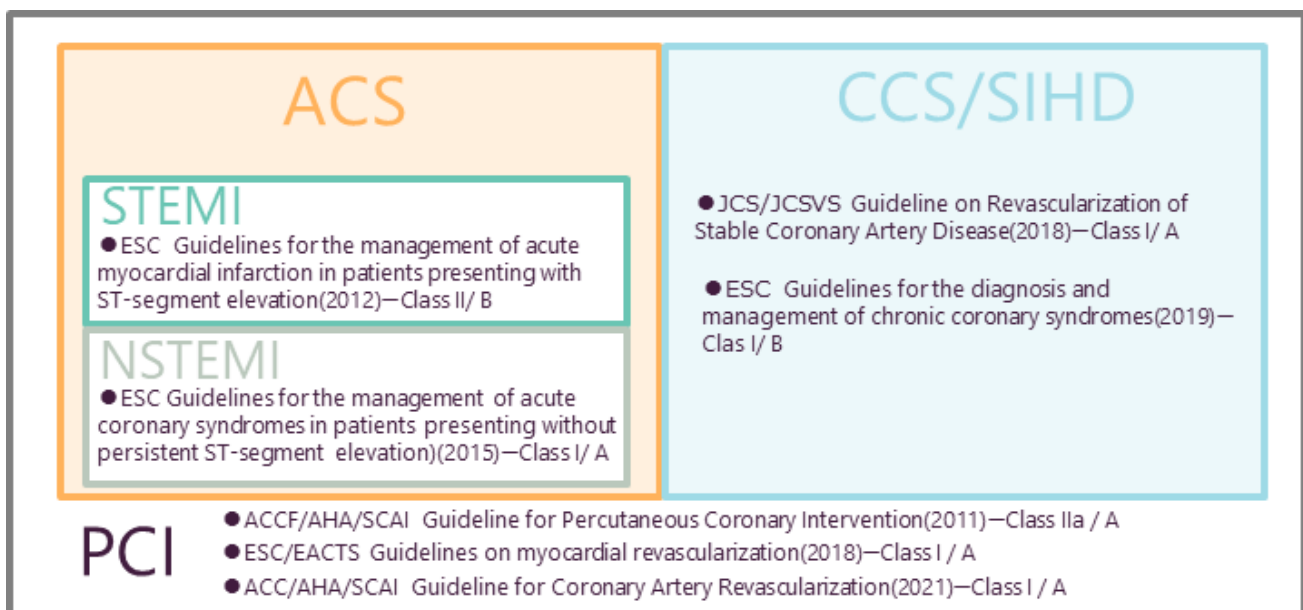 ACS
STEMI
●ESC Guidelines for the management of acute
myocardial infarction in patients presenting with
ST-segment elevation(2012)—Class II/ B
NSTEMI
●ESC Guidelines for the management of acute
coronary syndromes in patients presenting without
persistent ST-segment elevation)(2015)—Class I/ A
CCS/SIHD
●JCS/JCSVS Guideline on Revascularization of
Stable Coronary Artery Disease(2018)—Class I/ A
●ESC Guidelines for the diagnosis and
management of chronic coronary syndromes(2019)—
Clas I/ B
PCI
●ACCF/AHA/SCAI Guideline for Percutaneous Coronary Intervention(2011)—Class IIa / A
●ESC/EACTS Guidelines on myocardial revascularization(2018)—Class I / A
●ACC/AHA/SCAI Guideline for Coronary Artery Revascularization(2021)—Class I / A